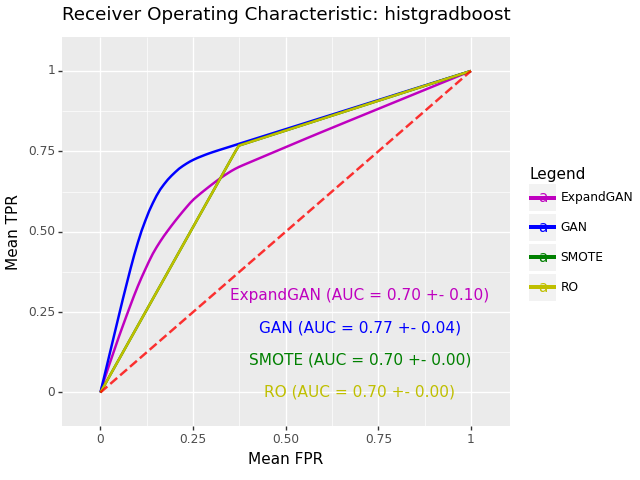 Receiver Operating Characteristic: histgradboost
Mean TPR
1
0.75
0.50
0.25
0
0
0.25
0.50
0.75
1
Mean FPR
ExpandGAN (AUC = 0.70 +- 0.10)
GAN (AUC = 0.77 +- 0.04)
SMOTE (AUC = 0.70 +- 0.00)
RO (AUC = 0.70 +- 0.00)
Legend
a ExpandGAN
a GAN
a SMOTE
a RO